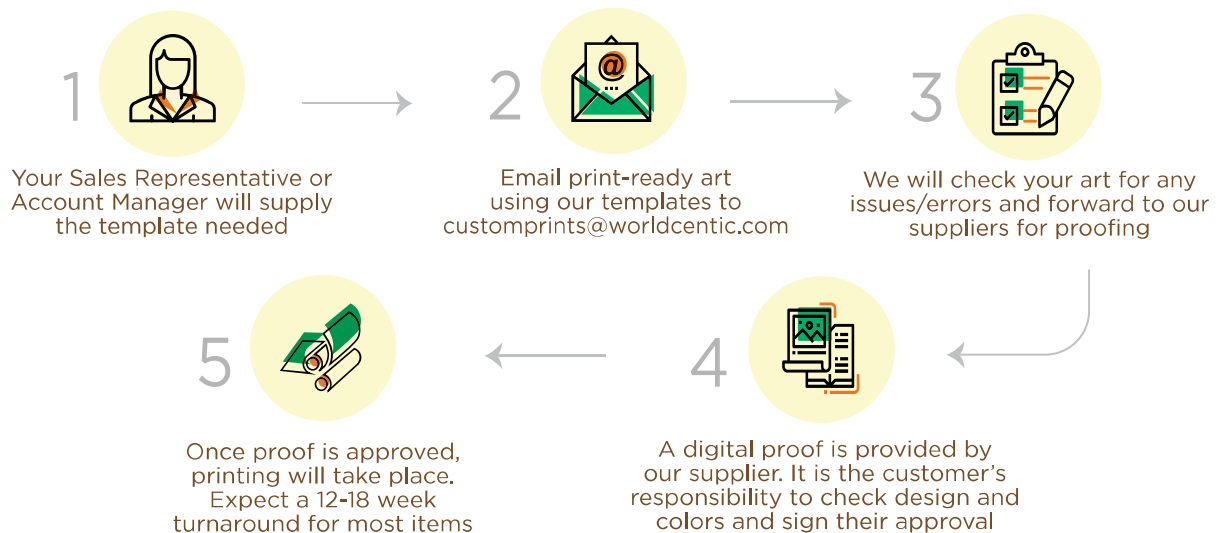 1
Your Sales Representative or
Account Manager will supply
the template needed
2
@
Email print-ready art
using our templates to
customprints@worldcentic.com
3
We will check your art for any
issues/errors and forward to our
suppliers for proofing
4
A digital proof is provided by
our supplier. It is the customer's
responsibility to check design and
colors and sign their approval
5
Once proof is approved,
printing will take place.
Expect a 12-18 week
turnaround for most items